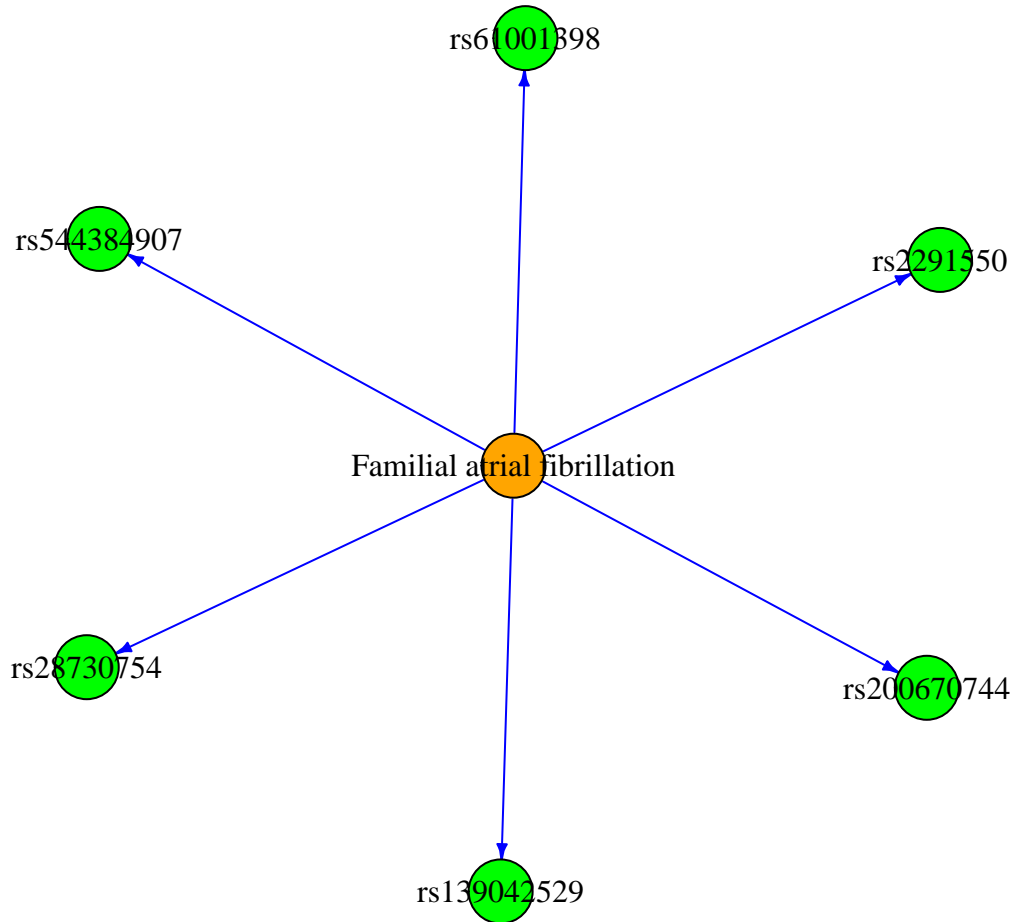 rs61001398
rs544384907
rs2291550
Familial atrial fibrillation
rs28730754
rs200670744
rs139042529